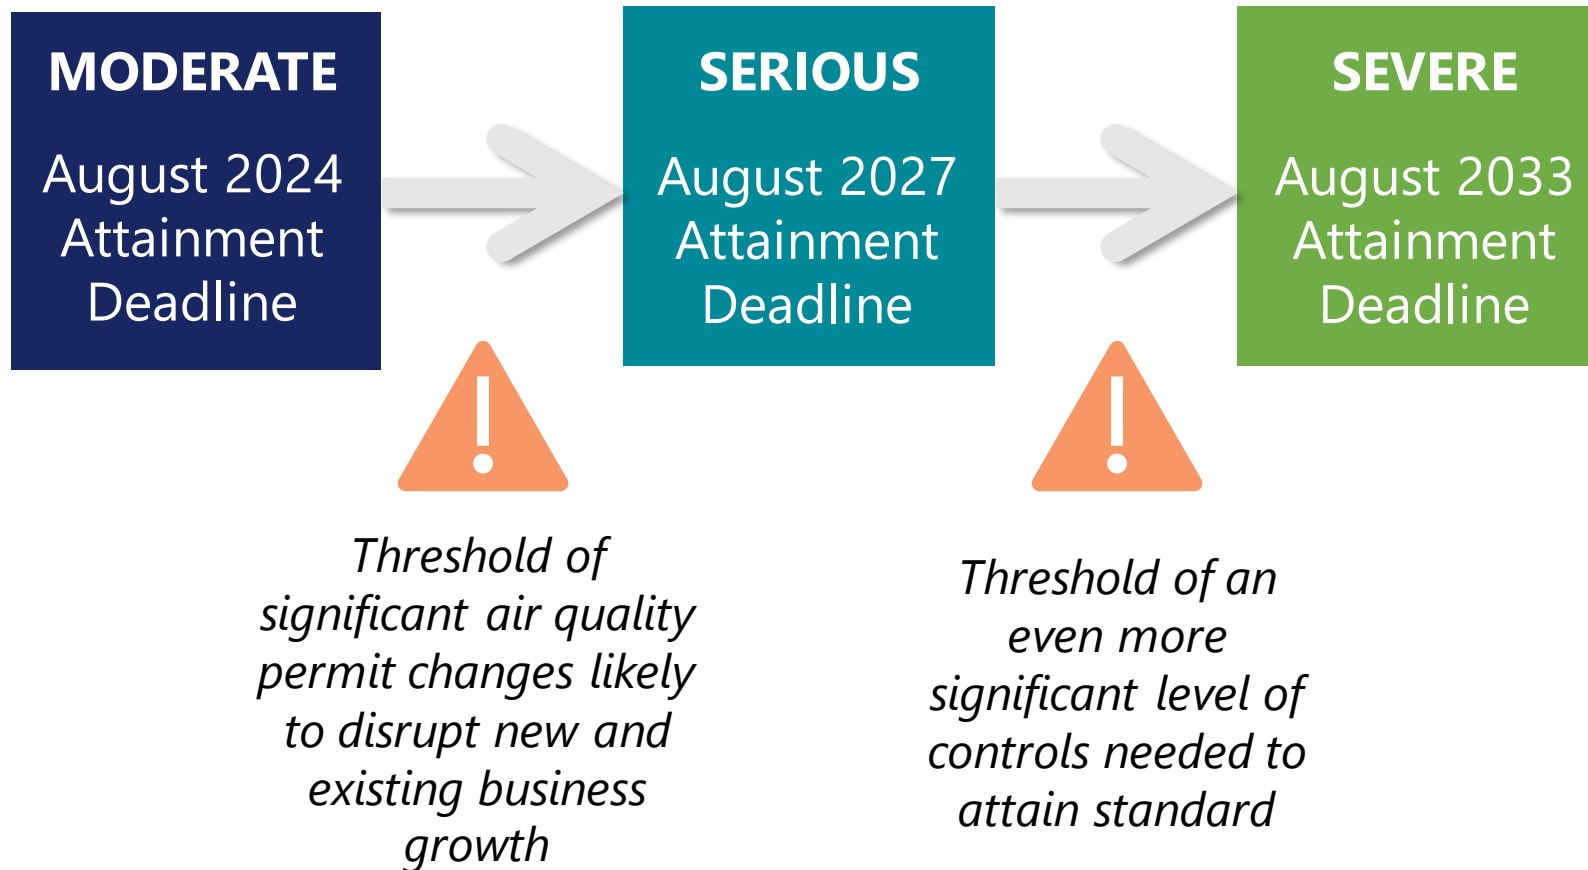 MODERATE
August 2024
Attainment
Deadline
SERIOUS
August 2027
Attainment
Deadline
SEVERE
August 2033
Attainment
Deadline
Threshold of
significant air quality
permit changes likely
to disrupt new and
existing business
growth
Threshold of an
even more
significant level of
controls needed to
attain standard